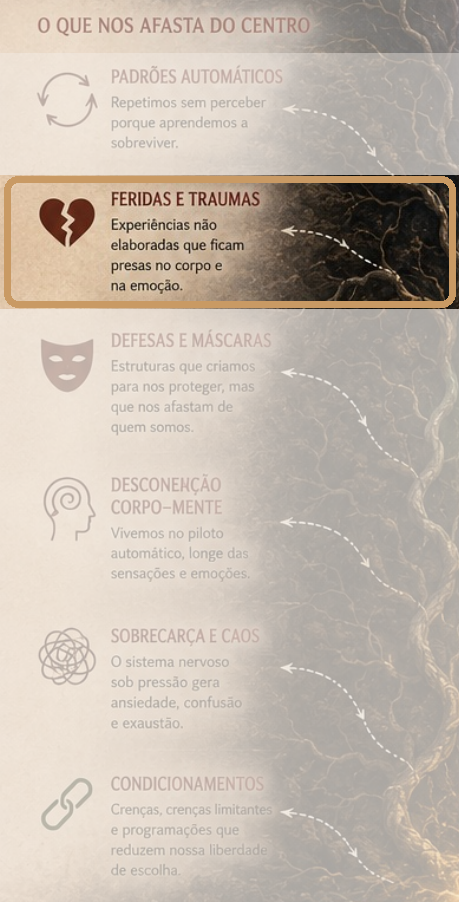 O QUE NOS AFASTA DO CENTRO
PADRÕES AUTOMÁTICOS
Repetimos sem perceber
porque aprendemos a
sobreviver.
FERIDAS E TRAUMAS
Experiências não
elaboradas que ficam
presas no corpo e
na emoção.
DEFESAS E MÁSCARAS
Estruturas que criamos
para nos proteger, mas
que nos afastam de
quem somos.
DESCONENÇÃO
CORPO–MENTE
Vivemos no piloto
automático, longe das
sensações e emoções.
SOBRECARÇA E CAOS
O sistema nervoso
sob pressão gera
ansiedade, confusão
e exaustão.
CONDICIONAMENTOS
Crenças, crenças limitantes
e programações que
reduzem nossa liberdade
de escolha.